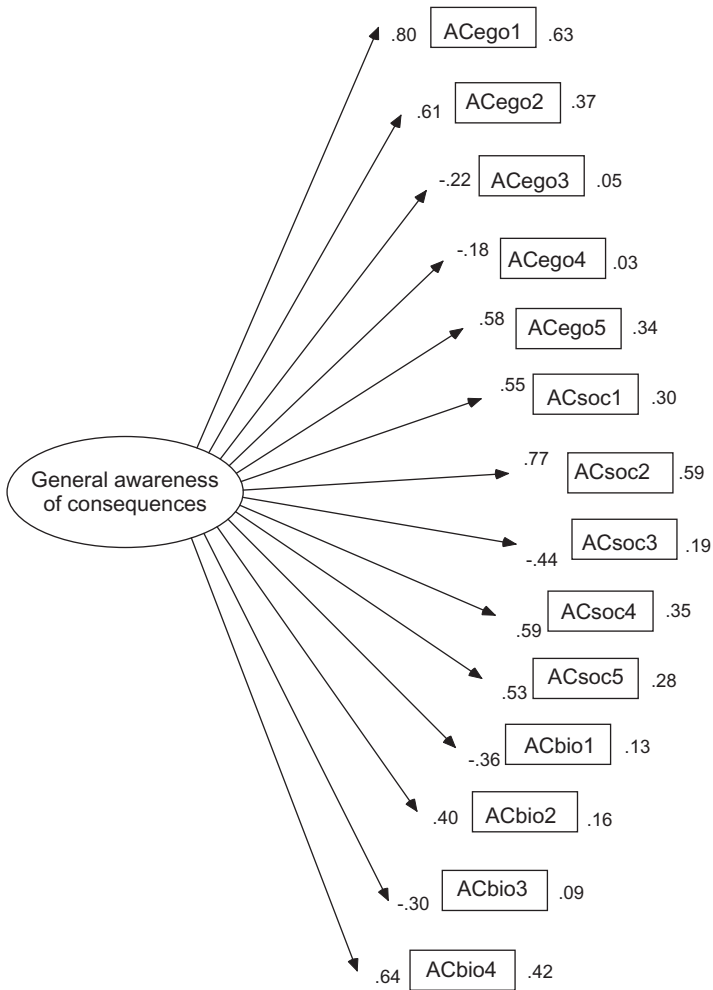 .80 ACego1 .63
.61 ACego2 .37
-.22 ACego3 .05
-.18 ACego4 .03
.58 ACego5 .34
.55 ACsoc1 .30
General awareness
of consequences
.77 ACsoc2 .59
-.44 ACsoc3 .19
.59 ACsoc4 .35
.53 ACsoc5 .28
-.36 ACbio1 .13
.40 ACbio2 .16
-.30 ACbio3 .09
.64 ACbio4 .42